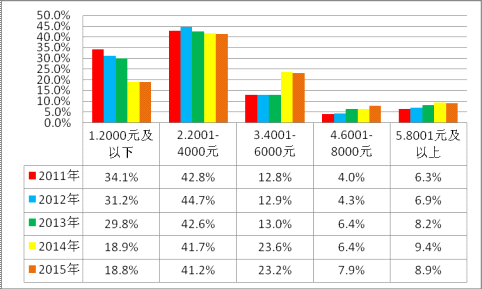 50.0%
45.0%
40.0%
35.0%
30.0%
25.0%
20.0%
15.0%
10.0%
5.0%
0.0%
1.2000元及以下 2.2001-4000元 3.4001-6000元 4.6001-8000元 5.8001元及以上
2011年 34.1% 42.8% 12.8% 4.0% 6.3%
2012年 31.2% 44.7% 12.9% 4.3% 6.9%
2013年 29.8% 42.6% 13.0% 6.4% 8.2%
2014年 18.9% 41.7% 23.6% 6.4% 9.4%
2015年 18.8% 41.2% 23.2% 7.9% 8.9%